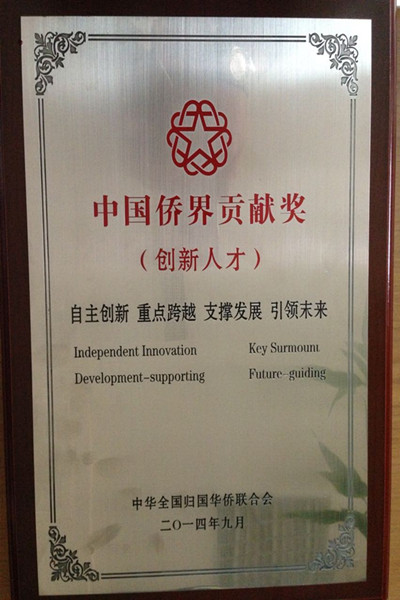 中国侨界贡献奖
（创新人才）
自主创新 重点跨越 支撑发展 引领未来
Independent Innovation Key Surmount
Development-supporting Future-guiding
中华全国归国华侨联合会
二〇一四年九月